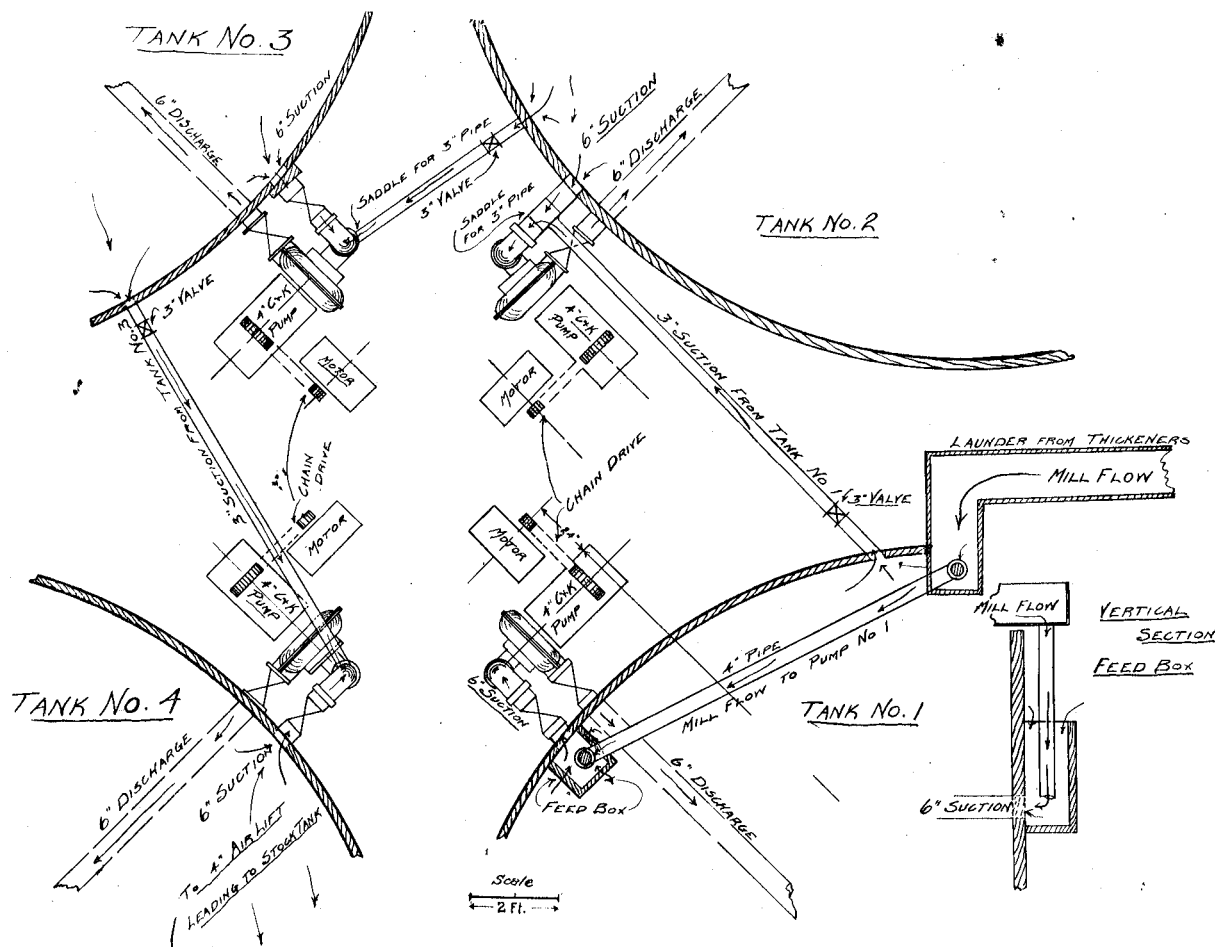 TANK No. 3
6" DISCHARGE
6" SUCTION
SADDLE FOR 3" PIPE
3" VALVE
6" SUCTION
6" DISCHARGE
SADDLE
FOR 3" PIPE
TANK No. 2
3" VALVE
4" G+K
PUMP
MOTOR
4" G+K
PUMP
MOTOR
3" SUCTION FROM TANK No. 3
CHAIN
DRIVE
30"
CHAIN DRIVE
34"
3" SUCTION FROM TANK No 1
3" VALVE
LAUNDER FROM THICKENERS
MILL FLOW
MOTOR
4" G+K
PUMP
MOTOR
4" G+K
PUMP
4" PIPE
MILL FLOW TO PUMP No 1
MILL FLOW
VERTICAL
SECTION
FEED BOX
TANK No. 4
6" SUCTION
TANK No. 1
6" DISCHARGE
6" SUCTION
TO 4" AIR LIFT
LEADING TO STOCK TANK
FEED BOX
6" DISCHARGE
6" SUCTION
Scale
2 Ft.